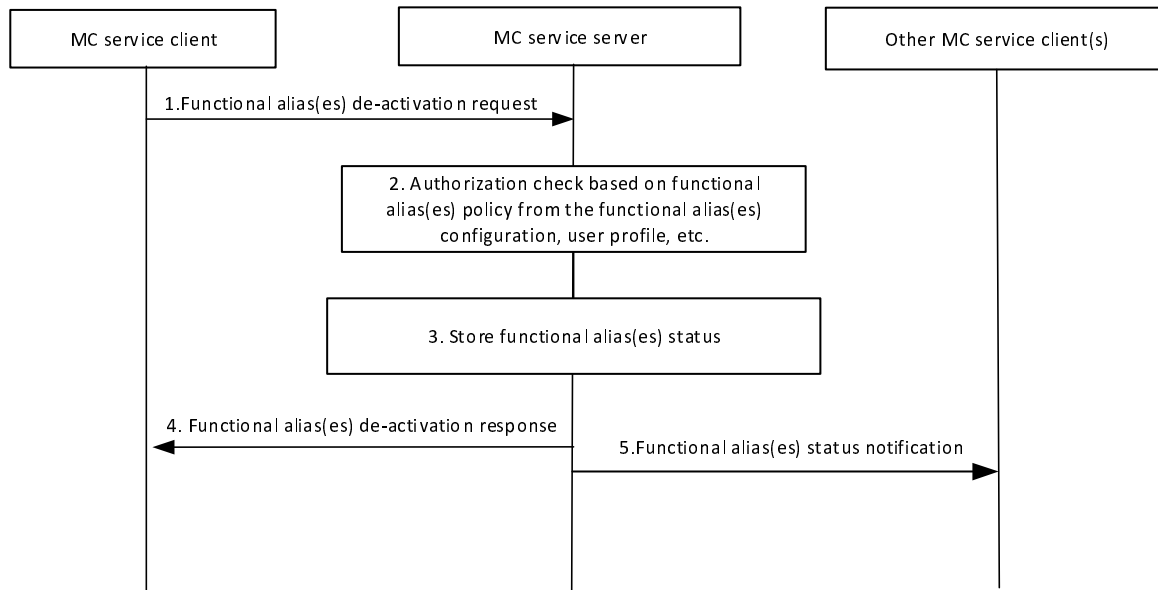 MC service client
MC service server
Other MC service client(s)
1.Functional alias(es) de-activation request
2. Authorization check based on functional
alias(es) policy from the functional alias(es)
configuration, user profile, etc.
3. Store functional alias(es) status
4. Functional alias(es) de-activation response
5.Functional alias(es) status notification